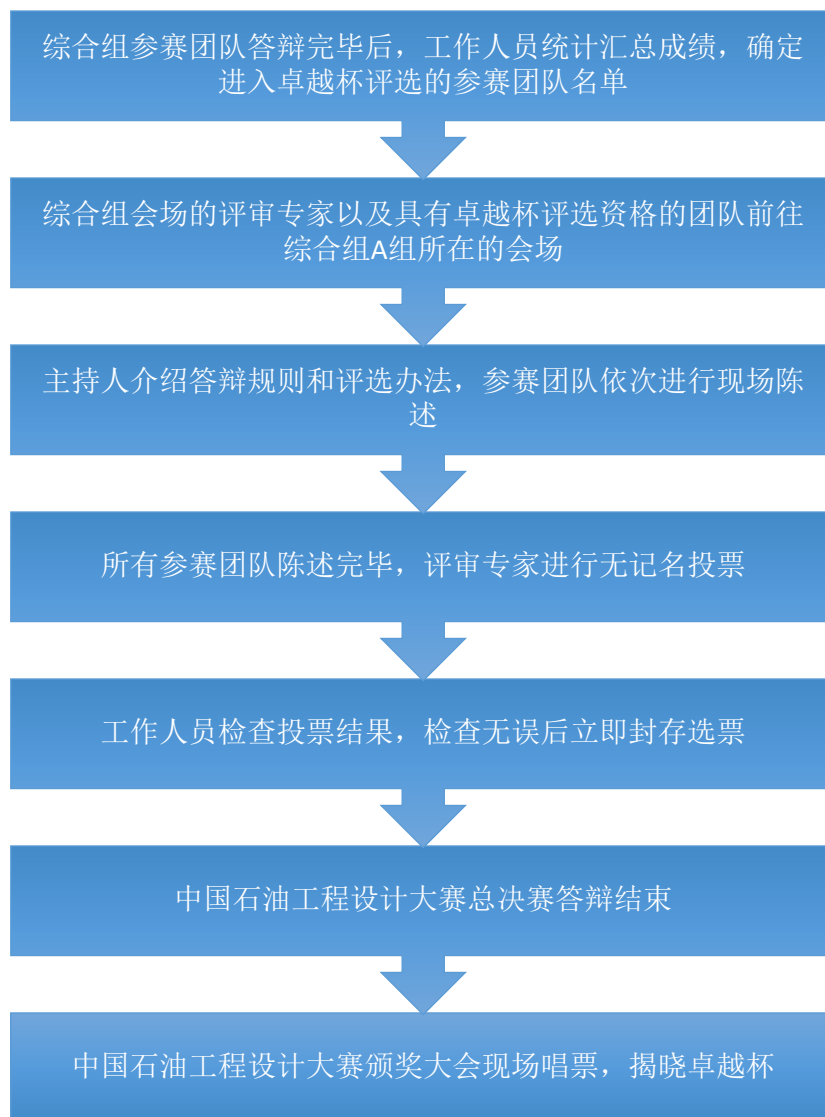 综合组参赛团队答辩完毕后，工作人员统计汇总成绩，确定
进入卓越杯评选的参赛团队名单
综合组会场的评审专家以及具有卓越杯评选资格的团队前往
综合组A组所在的会场
主持人介绍答辩规则和评选办法，参赛团队依次进行现场陈
述
所有参赛团队陈述完毕，评审专家进行无记名投票
工作人员检查投票结果，检查无误后立即封存选票
中国石油工程设计大赛总决赛答辩结束
中国石油工程设计大赛颁奖大会现场唱票，揭晓卓越杯